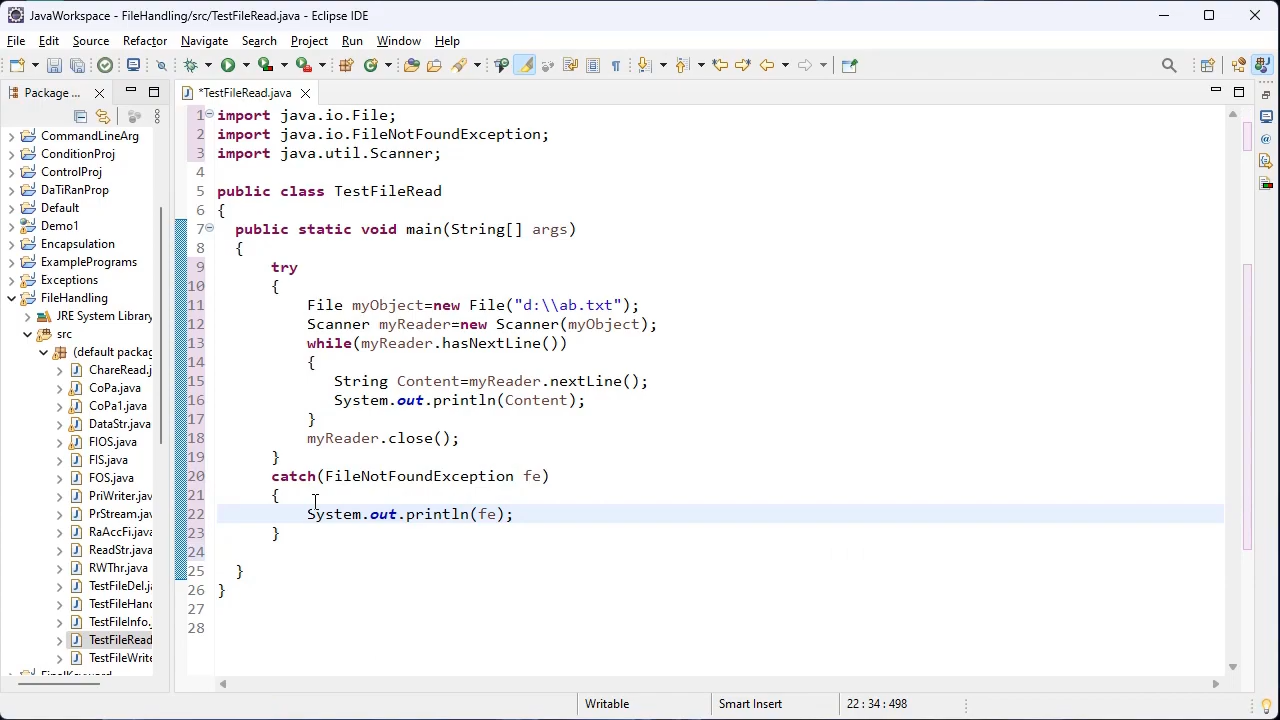 JavaWorkspace - FileHandling/src/TestFileRead.java - Eclipse IDE
File Edit Source Refactor Navigate Search Project Run Window Help
Package ...
*TestFileRead.java
CommandLineArg
ConditionProj
ControlProj
DaTiRanProp
Default
Demo1
Encapsulation
ExamplePrograms
Exceptions
FileHandling
JRE System Library
src
(default packag
ChareRead.j
CoPa.java
CoPa1.java
DataStr.java
FIOS.java
FIS.java
FOS.java
PriWriter.jav
PrStream.jav
RaAccFi.java
ReadStr.java
RWThr.java
TestFileDel.ja
TestFileHand
TestFileInfo.
TestFileRead
TestFileWrite
FinalKeyword
1 import java.io.File;
2 import java.io.FileNotFoundException;
3 import java.util.Scanner;
4
5 public class TestFileRead
6 {
7 public static void main(String[] args)
8 {
9 try
10 {
11 File myObject=new File("d:\\ab.txt");
12 Scanner myReader=new Scanner(myObject);
13 while(myReader.hasNextLine())
14 {
15 String Content=myReader.nextLine();
16 System.out.println(Content);
17 }
18 myReader.close();
19 }
20 catch(FileNotFoundException fe)
21 {
22 System.out.println(fe);
23 }
24
25 }
26 }
27
28
Writable Smart Insert 22 : 34 : 498